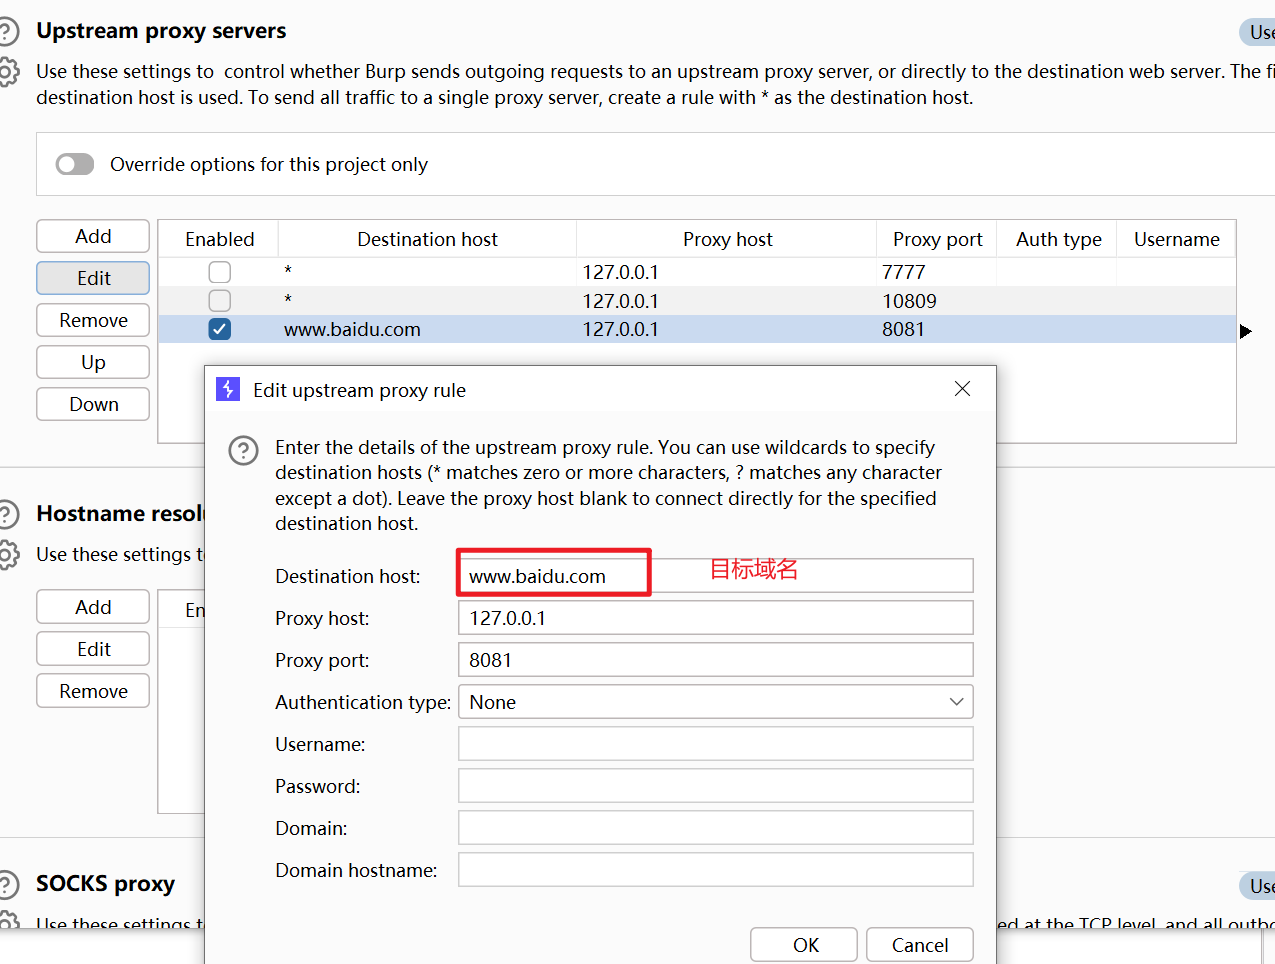 Upstream proxy servers
Use these settings to control whether Burp sends outgoing requests to an upstream proxy server, or directly to the destination web server. The
destination host is used. To send all traffic to a single proxy server, create a rule with * as the destination host.
Override options for this project only
Add
Edit
Remove
Up
Down
Enabled Destination host Proxy host Proxy port Auth type Username
* 127.0.0.1 7777
* 127.0.0.1 10809
www.baidu.com 127.0.0.1 8081
Edit upstream proxy rule
Enter the details of the upstream proxy rule. You can use wildcards to specify
destination hosts (* matches zero or more characters, ? matches any character
except a dot). Leave the proxy host blank to connect directly for the specified
destination host.
Destination host: www.baidu.com 目标域名
Proxy host: 127.0.0.1
Proxy port: 8081
Authentication type: None
Username:
Password:
Domain:
Domain hostname:
OK Cancel
Hostname
Use these settings
Add
Edit
Remove
SOCKS proxy
Use these settings
at the TCP level, and all